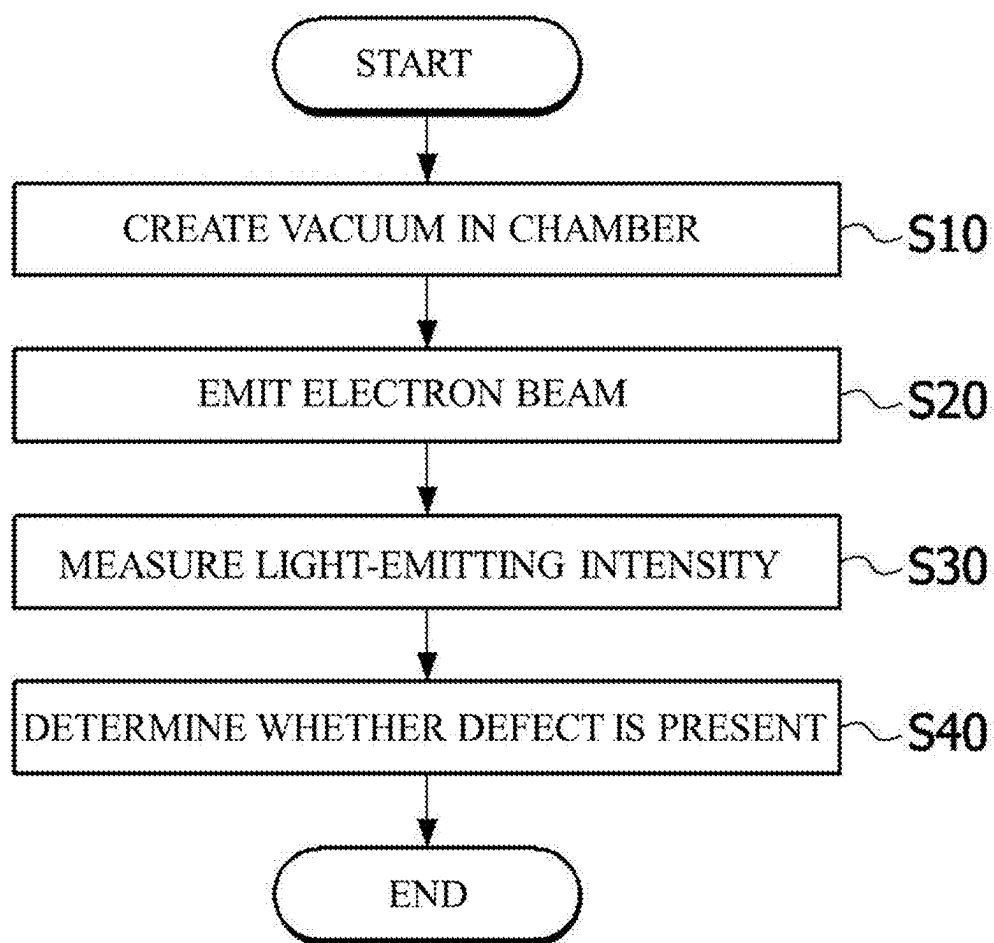 START
CREATE VACUUM IN CHAMBER
S10
EMIT ELECTRON BEAM
S20
MEASURE LIGHT-EMITTING INTENSITY
S30
DETERMINE WHETHER DEFECT IS PRESENT
S40
END